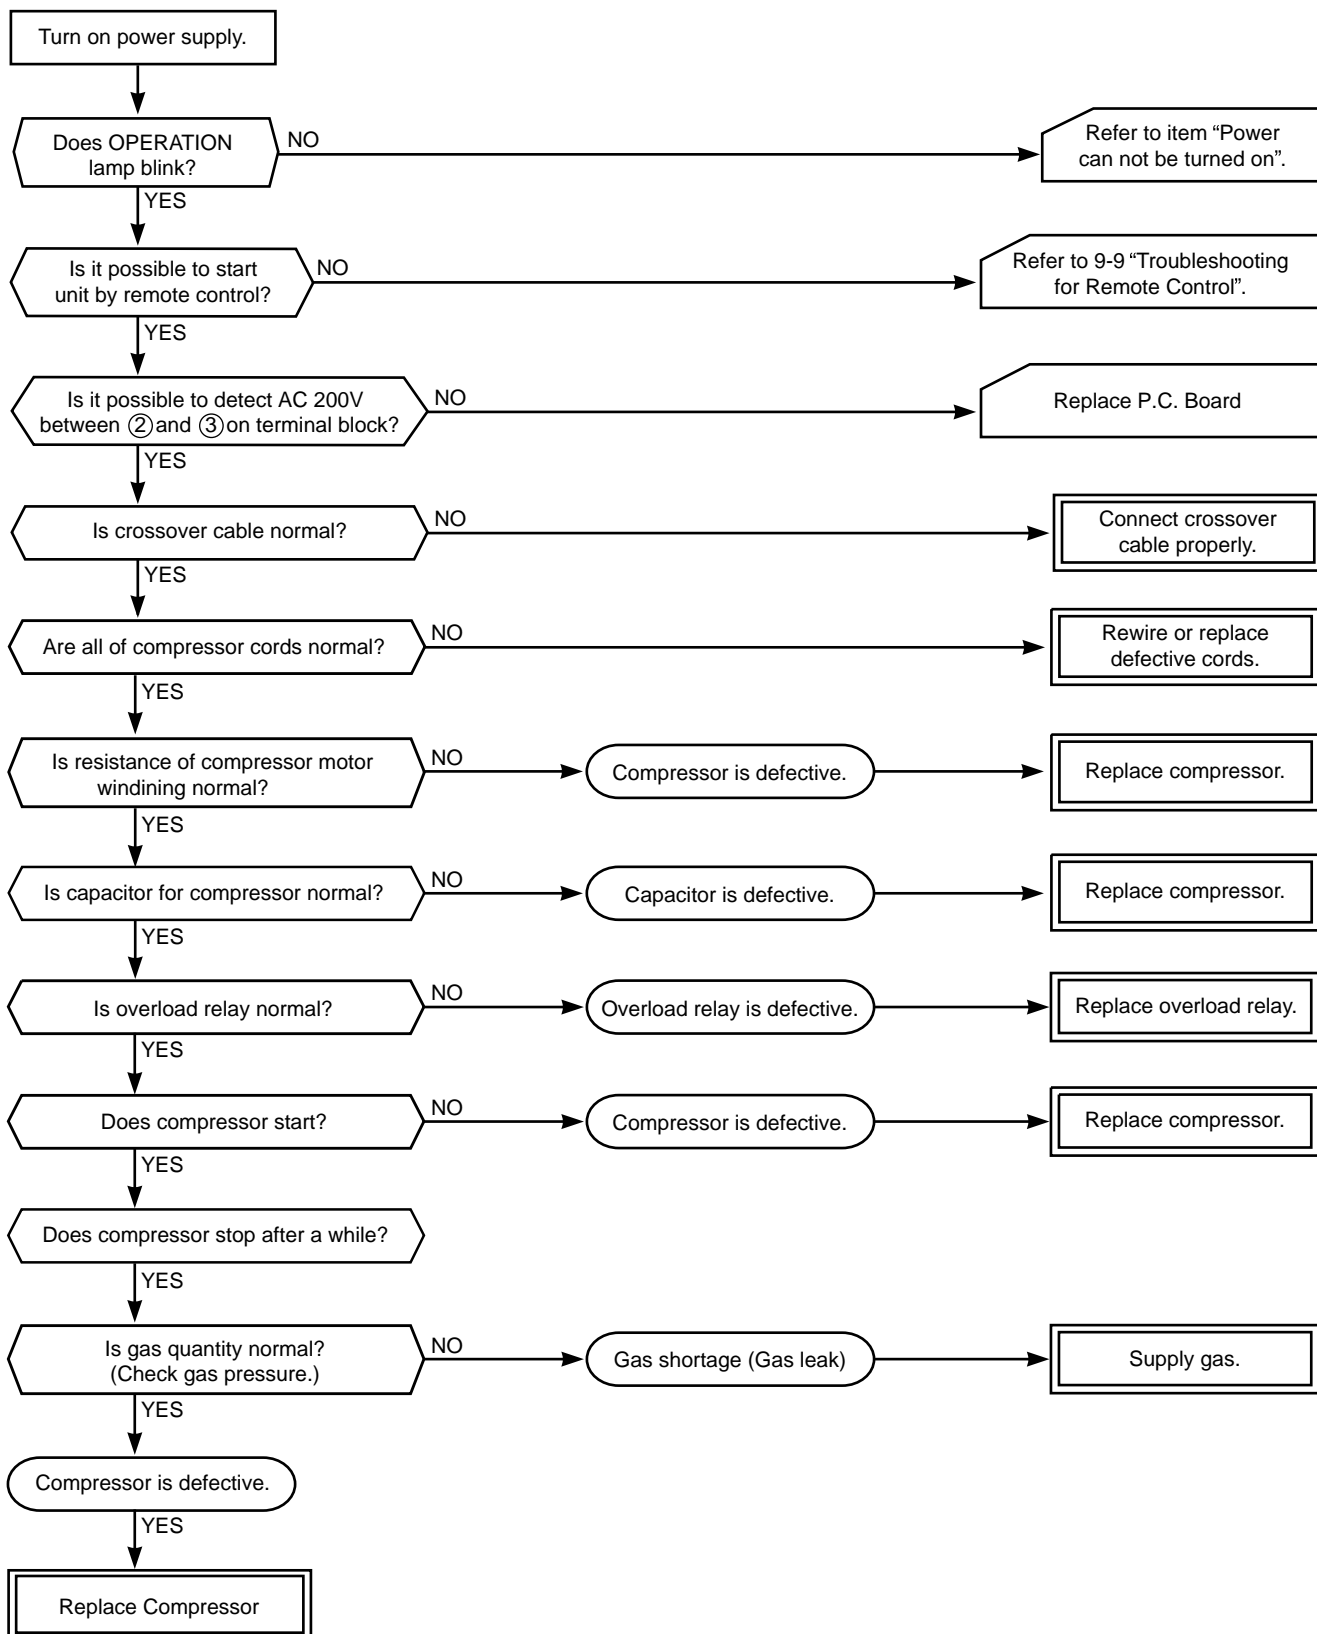 Turn on power supply.
Does OPERATION
lamp blink?
NO
Refer to item “Power
can not be turned on”.
YES
Is it possible to start
unit by remote control?
NO
Refer to 9-9 “Troubleshooting
for Remote Control”.
YES
Is it possible to detect AC 200V
between ② and ③ on terminal block?
NO
Replace P.C. Board
YES
Is crossover cable normal?
NO
Connect crossover
cable properly.
YES
Are all of compressor cords normal?
NO
Rewire or replace
defective cords.
YES
Is resistance of compressor motor
windining normal?
NO
Compressor is defective.
Replace compressor.
YES
Is capacitor for compressor normal?
NO
Capacitor is defective.
Replace compressor.
YES
Is overload relay normal?
NO
Overload relay is defective.
Replace overload relay.
YES
Does compressor start?
NO
Compressor is defective.
Replace compressor.
YES
Does compressor stop after a while?
YES
Is gas quantity normal?
(Check gas pressure.)
NO
Gas shortage (Gas leak)
Supply gas.
YES
Compressor is defective.
YES
Replace Compressor